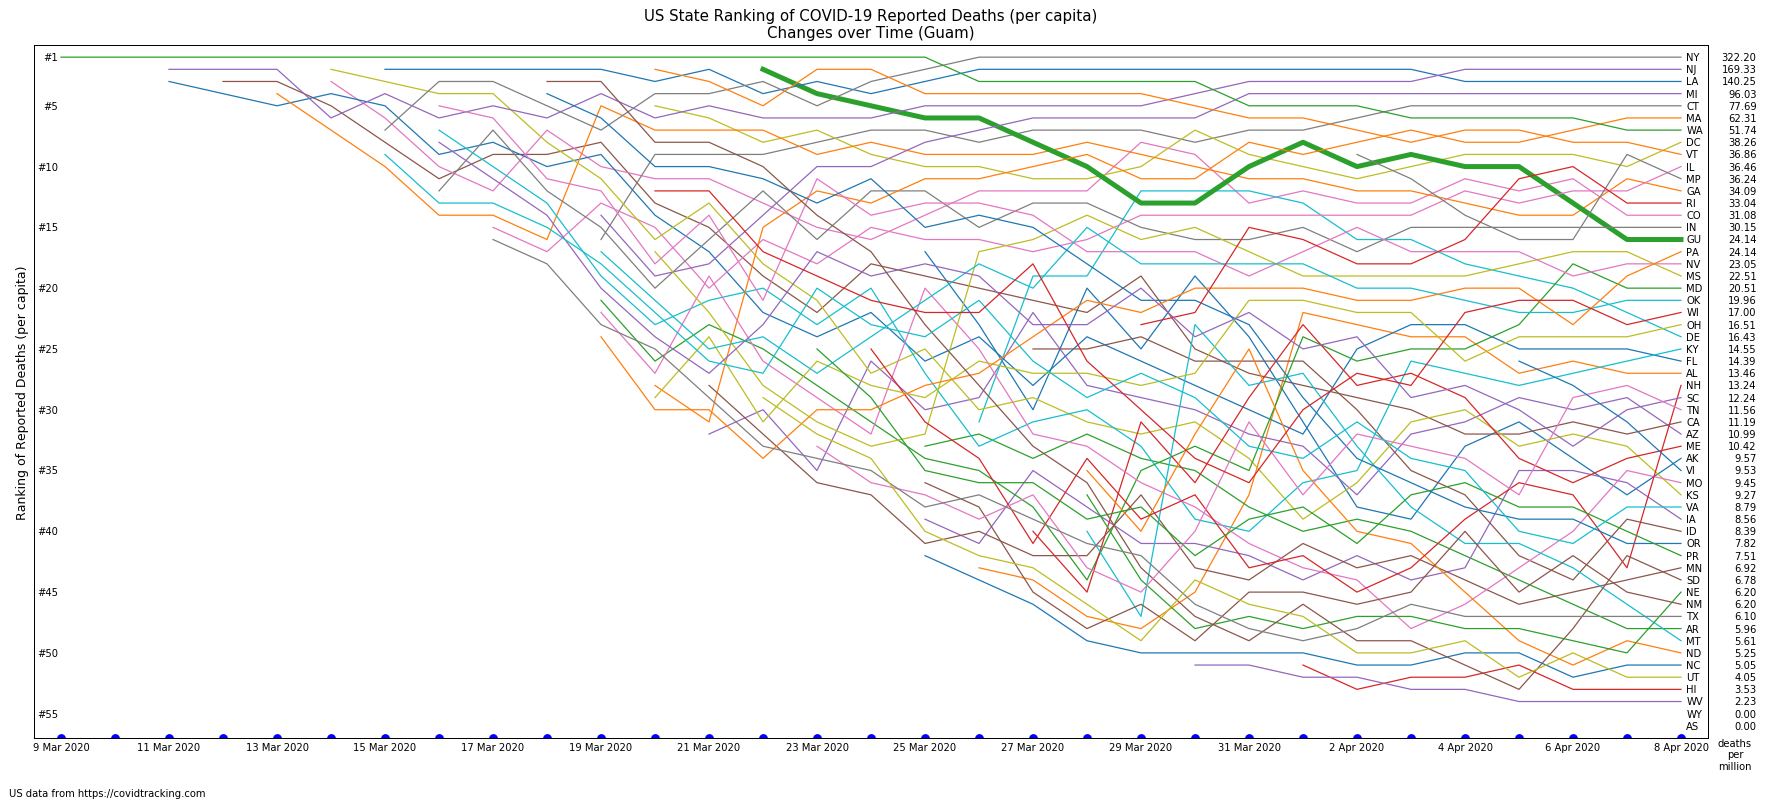 US State Ranking of COVID-19 Reported Deaths (per capita)
Changes over Time (Guam)
Ranking of Reported Deaths (per capita)
#1
#5
#10
#15
#20
#25
#30
#35
#40
#45
#50
#55
NY 322.20
NJ 169.33
LA 140.25
MI 96.03
CT 77.69
MA 62.31
WA 51.74
DC 38.26
VT 36.86
IL 36.46
MP 36.24
GA 34.09
RI 33.04
CO 31.08
IN 30.15
GU 24.14
PA 24.14
NV 23.05
MS 22.51
MD 20.51
OK 19.96
WI 17.00
OH 16.51
DE 16.43
KY 14.55
FL 14.39
AL 13.46
NH 13.24
SC 12.24
TN 11.56
CA 11.19
AZ 10.99
ME 10.42
AK 9.57
VI 9.53
MO 9.45
KS 9.27
VA 8.79
IA 8.56
ID 8.39
OR 7.82
PR 7.51
MN 6.92
SD 6.78
NE 6.20
NM 6.20
TX 6.10
AR 5.96
MT 5.61
ND 5.25
NC 5.05
UT 4.05
HI 3.53
WV 2.23
WY 0.00
AS 0.00
9 Mar 2020 11 Mar 2020 13 Mar 2020 15 Mar 2020 17 Mar 2020 19 Mar 2020 21 Mar 2020 23 Mar 2020 25 Mar 2020 27 Mar 2020 29 Mar 2020 31 Mar 2020 2 Apr 2020 4 Apr 2020 6 Apr 2020 8 Apr 2020
deaths
per
million
US data from https://covidtracking.com